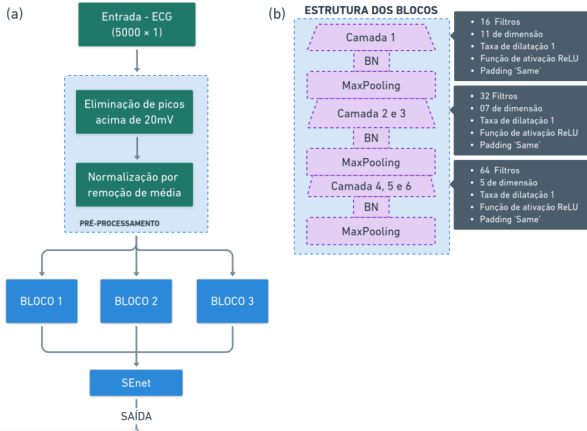 (a)
Entrada - ECG
(5000 × 1)
Eliminação de picos
acima de 20mV
Normalização por
remoção de média
PRÉ-PROCESSAMENTO
BLOCO 1
BLOCO 2
BLOCO 3
SEnet
SAÍDA
(b)
ESTRUTURA DOS BLOCOS
Camada 1
BN
MaxPooling
Camada 2 e 3
BN
MaxPooling
Camada 4, 5 e 6
BN
MaxPooling
• 16 Filtros
• 11 de dimensão
• Taxa de dilatação 1
• Função de ativação ReLU
• Padding 'Same'
• 32 Filtros
• 07 de dimensão
• Taxa de dilatação 1
• Função de ativação ReLU
• Padding 'Same'
• 64 Filtros
• 5 de dimensão
• Taxa de dilatação 1
• Função de ativação ReLU
• Padding 'Same'